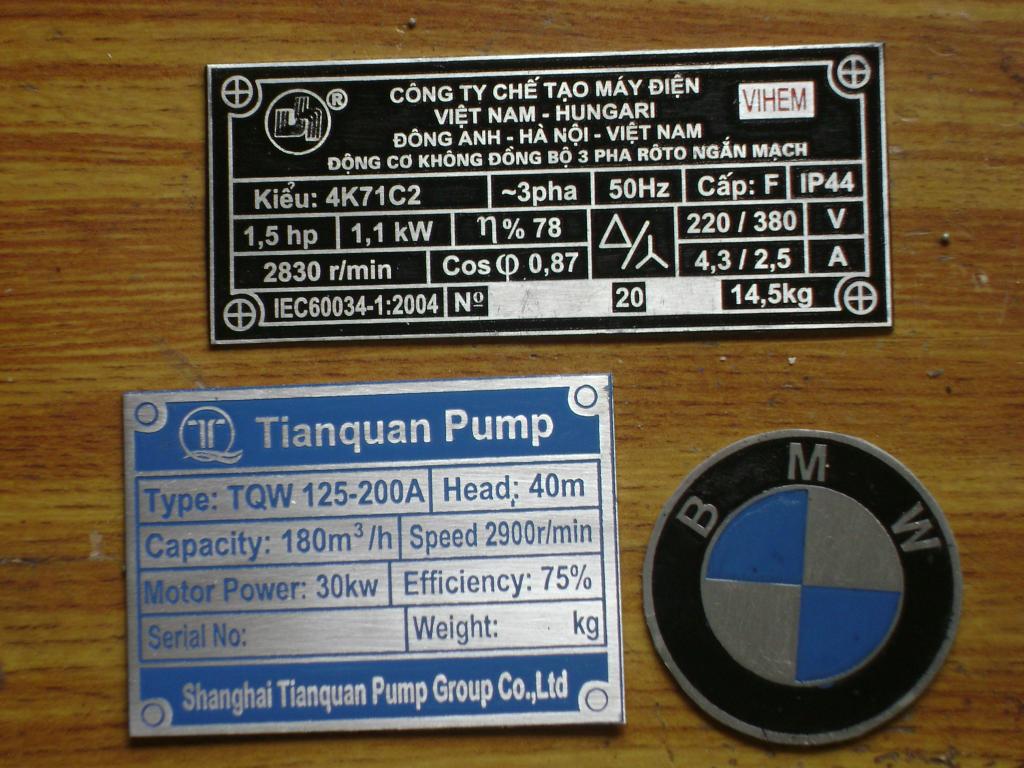 ®
CÔNG TY CHẾ TẠO MÁY ĐIỆN
VIỆT NAM - HUNGARI
VIHEM
ĐÔNG ANH - HÀ NỘI - VIỆT NAM
ĐỘNG CƠ KHÔNG ĐỒNG BỘ 3 PHA RÔTO NGẮN MẠCH
Kiểu: 4K71C2 ~3pha 50Hz Cấp: F IP44
1,5 hp 1,1 kW η% 78 Δ/Y 220 / 380 V
2830 r/min Cos φ 0,87 4,3 / 2,5 A
IEC60034-1:2004 Nº 20 14,5kg
Tianquan Pump
Type: TQW 125-200A Head: 40m
Capacity: 180m³/h Speed 2900r/min
Motor Power: 30kw Efficiency: 75%
Serial No: Weight: kg
Shanghai Tianquan Pump Group Co.,Ltd
BMW